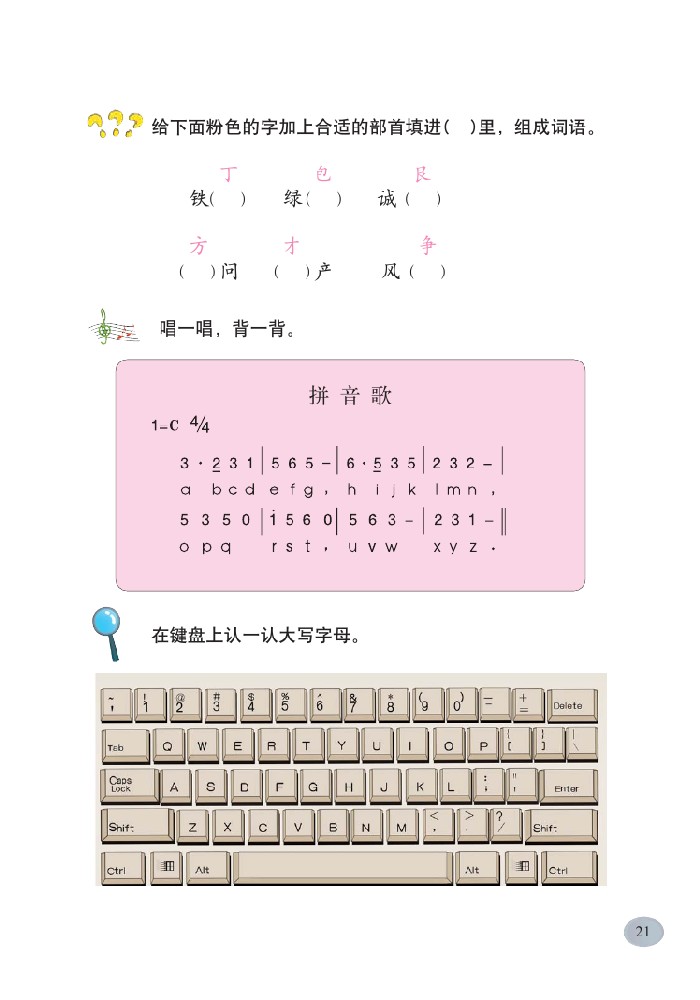 给下面粉色的字加上合适的部首填进( )里，组成词语。
丁 包 艮
铁( ) 绿( ) 诚( )
方 才 争
( )问 ( )产 风( )
唱一唱，背一背。
拼音歌
1-C 4/4
3 · 2 3 1 | 5 6 5 - | 6 · 5 3 5 | 2 3 2 - |
a b c d e f g , h i j k l m n ,
5 3 5 0 | i 5 6 0 | 5 6 3 - | 2 3 1 - ||
o p q r s t , u v w x y z .
在键盘上认一认大写字母。
~ ! @ # $ % ^ & * ( ) — +
; 1 2 3 4 5 6 7 8 9 0 - = Delete
Tab Q W E R T Y U I O P { [ } ] | \
Caps Lock A S D F G H J K L : ; " ' Enter
Shift Z X C V B N M < , > . ? / Shift
Ctrl Alt Alt Ctrl
21